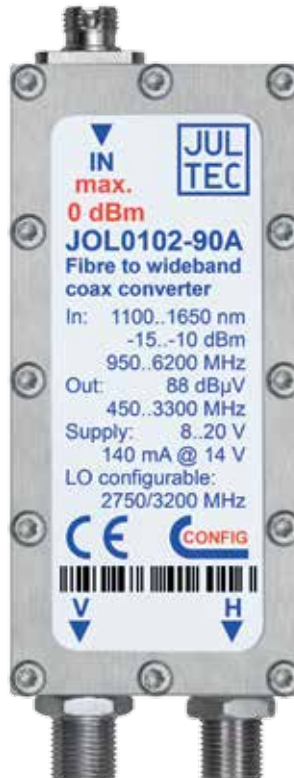 IN
max.
0 dBm
JUL
TEC
JOL0102-90A
Fibre to wideband
coax converter
In: 1100..1650 nm
-15..-10 dBm
950..6200 MHz
Out: 88 dBµV
450..3300 MHz
Supply: 8..20 V
140 mA @ 14 V
LO configurable:
2750/3200 MHz
CE CONFIG
V H